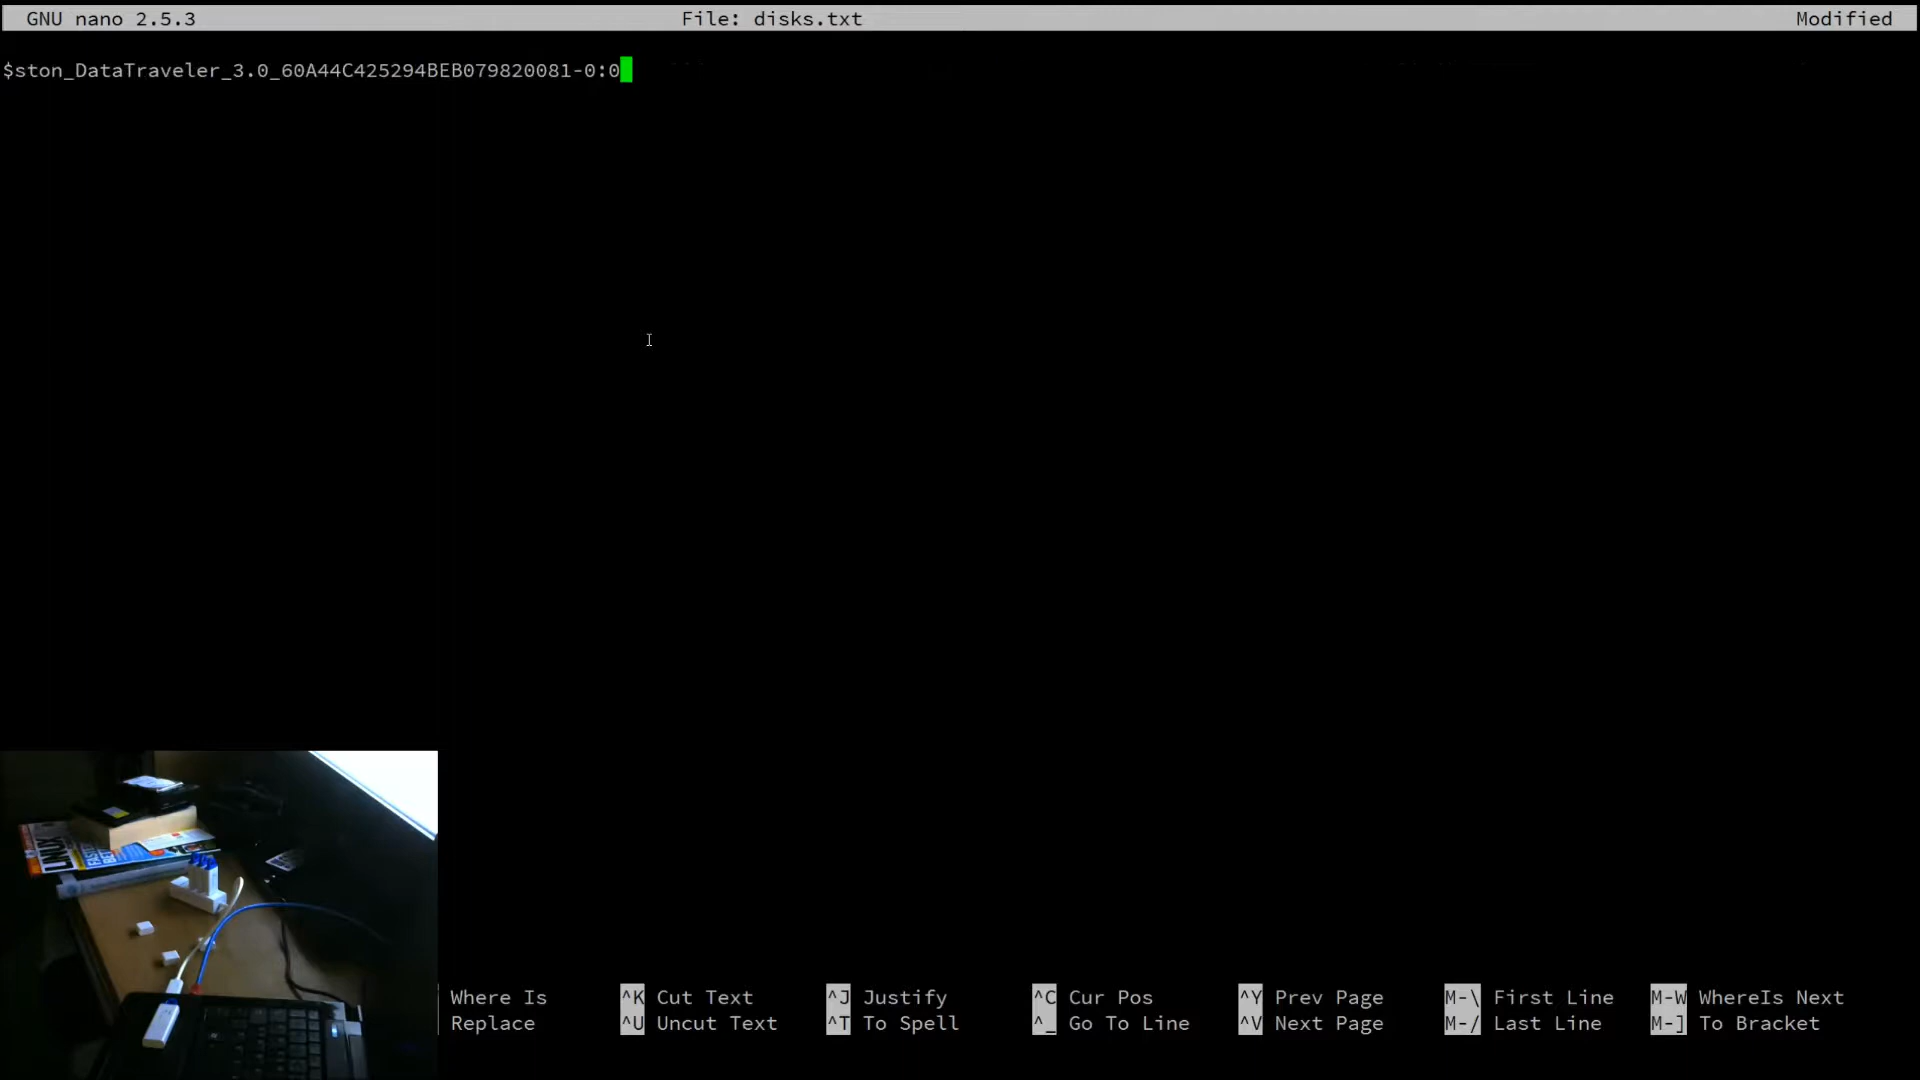 GNU nano 2.5.3 File: disks.txt Modified
$ston_DataTraveler_3.0_60A44C425294BEB079820081-0:0
Where Is ^K Cut Text ^J Justify ^C Cur Pos ^Y Prev Page M-\ First Line M-W WhereIs Next
Replace ^U Uncut Text ^T To Spell ^_ Go To Line ^V Next Page M-/ Last Line M-] To Bracket
LINUX
FASTER